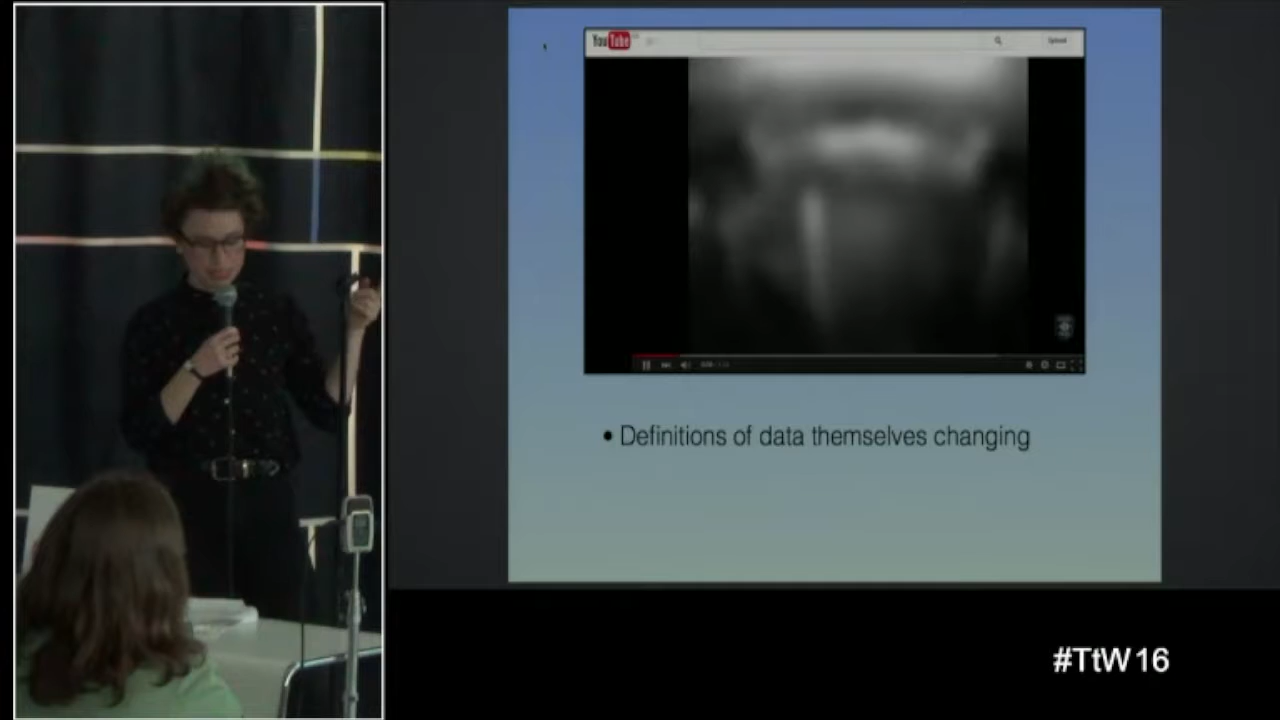 YouTube
Upload
• Definitions of data themselves changing
#TtW16